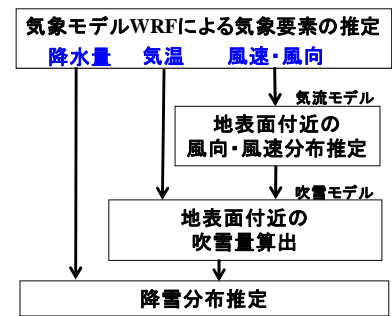 気象モデルWRFによる気象要素の推定
降水量 気温 風速・風向
気流モデル
地表面付近の
風向・風速分布推定
吹雪モデル
地表面付近の
吹雪量算出
降雪分布推定